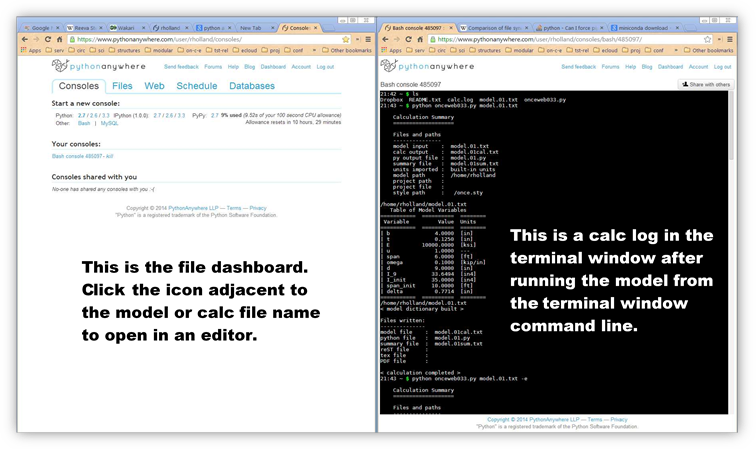 Google
Reesa S
Wakari
rholland
python
New Tab
Console
https://www.pythonanywhere.com/user/rholland/consoles/
Apps serv circ sci structures modular on-c-e txt-rel ecloud proj conf » Other bookmarks
pythonanywhere
Send feedback Forums Help Blog Dashboard Account Log out
Consoles Files Web Schedule Databases
Start a new console:
Python: 2.7 / 2.6 / 3.3 IPython (1.0.0): 2.7 / 2.6 / 3.3 PyPy: 2.7 9% used (9.52s of your 100 second CPU allowance)
Other: Bash | MySQL Allowance resets in 10 hours, 29 minutes
Your consoles:
Bash console 485097 - kill
Consoles shared with you
No-one has shared any consoles with you :-(
Copyright © 2014 PythonAnywhere LLP — Terms — Privacy
"Python" is a registered trademark of the Python Software Foundation.
This is the file dashboard.
Click the icon adjacent to
the model or calc file name
to open in an editor.
Bash console 485097
Comparison of file sy
python - Can I force p
miniconda download
https://www.pythonanywhere.com/user/rholland/consoles/bash/485097/
Apps serv circ sci structures modular on-c-e txt-rel ecloud proj conf » Other bookmarks
pythonanywhere
Send feedback Forums Help Blog Dashboard Account Log out
Bash console 485097 Share with others
21:42 ~ $ ls
Dropbox README.txt calc.log model.01.txt onceweb033.py
21:43 ~ $ python onceweb033.py model.01.txt
Calculation Summary
===================
Files and paths
---------------
model input : model.01.txt
calc output : model.01cal.txt
py output file : model.01.py
summary file : model.01sum.txt
units imported : built-in units
model path : /home/rholland
project path :
project file :
style path : /once.sty
/home/rholland/model.01.txt
Table of Model Variables
Variable Value Units
| b 4.0000 [in]
| t 0.1250 [in]
| E 10000.0000 [ksi]
| u 1.0000 ---
| span 6.0000 [ft]
| omega 0.1000 [kip/in]
| d 9.0000 [in]
| I_9 33.6404 [in4]
| I_init 35.0000 [in4]
| span_init 10.0000 [ft]
| delta 0.7714 [in]
/home/rholland/model.01.txt
< model dictionary built >
Files written:
--------------
model file : model.01cal.txt
python file : model.01.py
summary file : model.01sum.txt
reST file :
tex file :
PDF file :
< calculation completed >
21:43 ~ $ python onceweb033.py model.01.txt -e
Calculation Summary
===================
Files and paths
---------------
This is a calc log in the
terminal window after
running the model from
the terminal window
command line.
Copyright © 2014 PythonAnywhere LLP — Terms — Privacy
"Python" is a registered trademark of the Python Software Foundation.